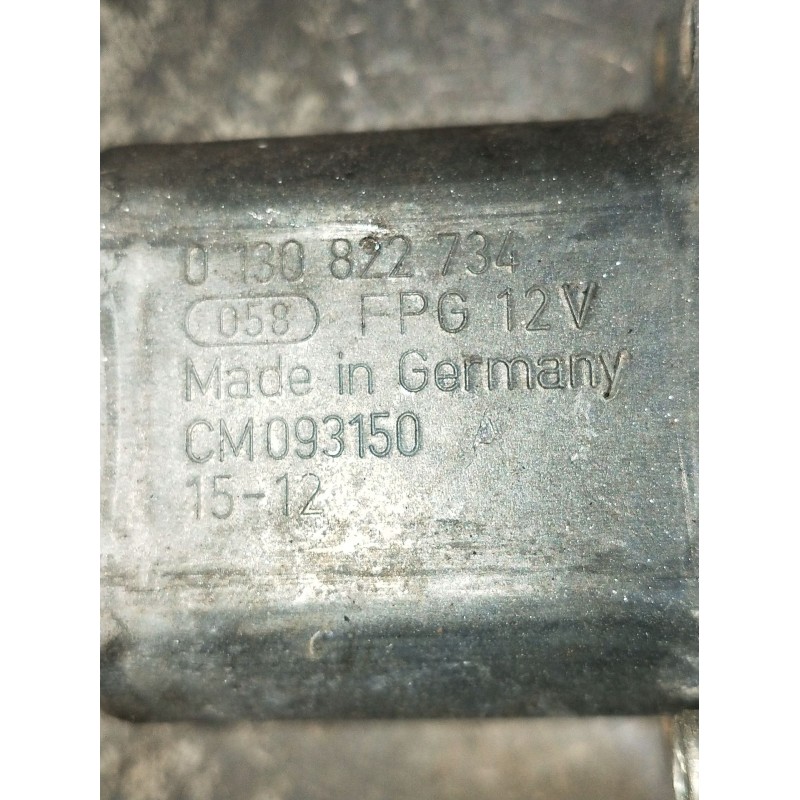 0 130 822 734
058 FPG 12V
Made in Germany
CM093150
15-12